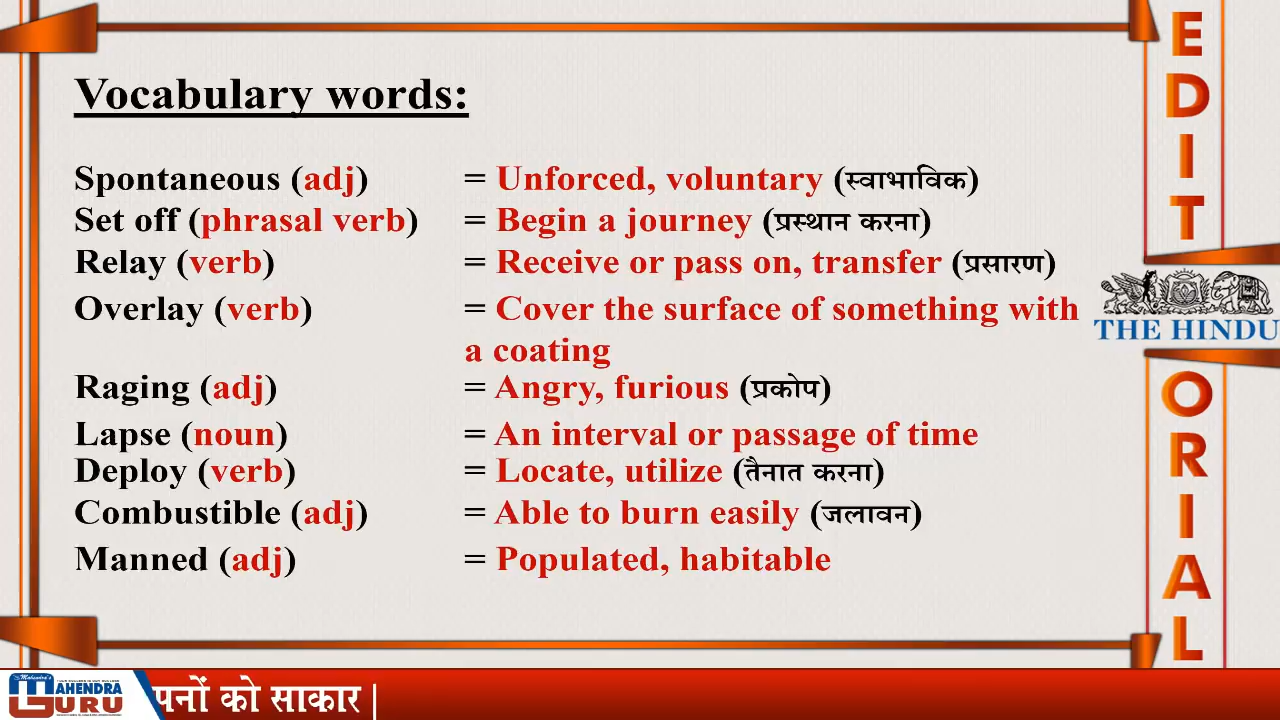 Vocabulary words:
Spontaneous (adj) = Unforced, voluntary (स्वाभाविक)
Set off (phrasal verb) = Begin a journey (प्रस्थान करना)
Relay (verb) = Receive or pass on, transfer (प्रसारण)
Overlay (verb) = Cover the surface of something with
a coating
Raging (adj) = Angry, furious (प्रकोप)
Lapse (noun) = An interval or passage of time
Deploy (verb) = Locate, utilize (तैनात करना)
Combustible (adj) = Able to burn easily (जलावन)
Manned (adj) = Populated, habitable
EDIT
THE HINDU
ORIAL
Mahendra's
MAHENDRA
GURU
पनों को साकार |